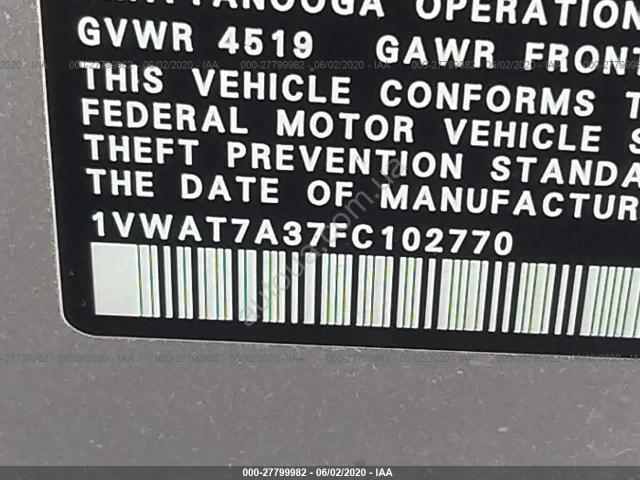 OPERATION
GVWR 4519 GAWR FRONT
THIS VEHICLE CONFORMS T
FEDERAL MOTOR VEHICLE S
THEFT PREVENTION STANDA
THE DATE OF MANUFACTUR
1VWAT7A37FC102770
000-27799982 - 06/02/2020 - IAA